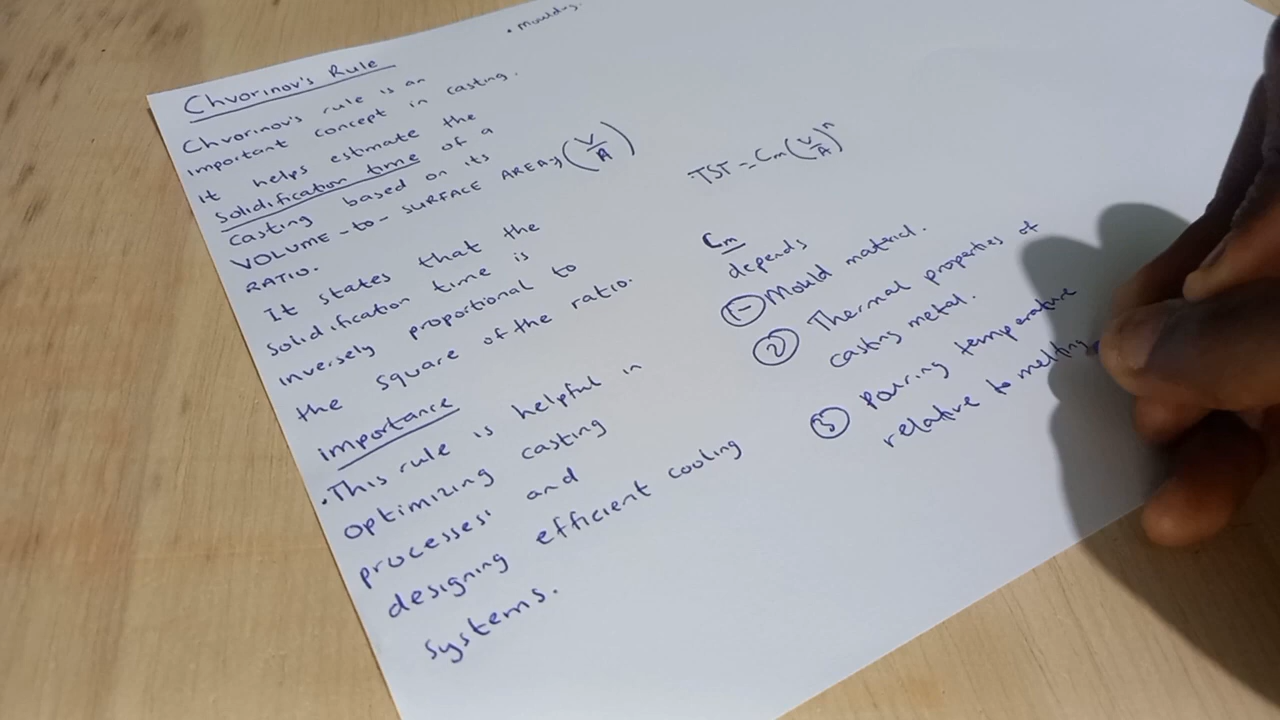 • Moulding.
Chvorinov's Rule
Chvorinov's rule is an
important concept in casting.
It helps estimate the
solidification time of a
casting based on its
VOLUME-to-SURFACE AREA, (V/A)
RATIO.
It states that the
solidification time is
inversely proportional to
the square of the ratio.
importance
• This rule is helpful in
optimizing casting
processes and
designing efficient cooling
systems.
TST = Cm (V/A)^n
Cm
depends
① Mould material.
② Thermal properties of
casting metal.
③ Pouring temperature
relative to melting